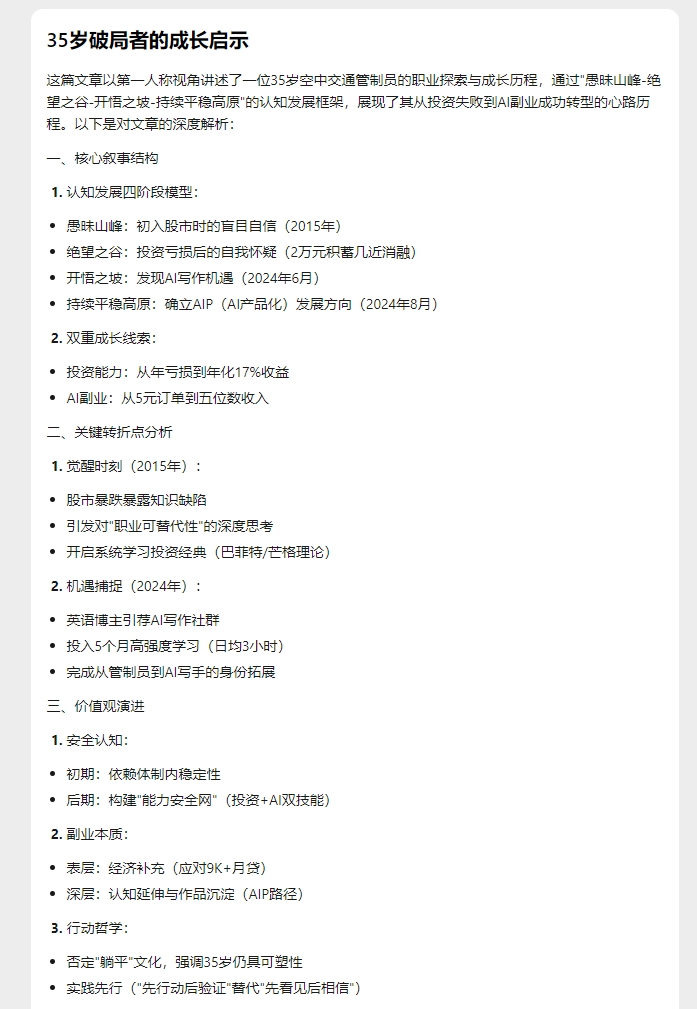 35岁破局者的成长启示
这篇文章以第一人称视角讲述了一位35岁空中交通管制员的职业探索与成长历程，通过"愚昧山峰-绝
望之谷-开悟之坡-持续平稳高原"的认知发展框架，展现了其从投资失败到AI副业成功转型的心路历
程。以下是对文章的深度解析：
一、核心叙事结构
1. 认知发展四阶段模型：
• 愚昧山峰：初入股市时的盲目自信（2015年）
• 绝望之谷：投资亏损后的自我怀疑（2万元积蓄几近消融）
• 开悟之坡：发现AI写作机遇（2024年6月）
• 持续平稳高原：确立AIP（AI产品化）发展方向（2024年8月）
2. 双重成长线索：
• 投资能力：从年亏损到年化17%收益
• AI副业：从5元订单到五位数收入
二、关键转折点分析
1. 觉醒时刻（2015年）：
• 股市暴跌暴露知识缺陷
• 引发对"职业可替代性"的深度思考
• 开启系统学习投资经典（巴菲特/芒格理论）
2. 机遇捕捉（2024年）：
• 英语博主引荐AI写作社群
• 投入5个月高强度学习（日均3小时）
• 完成从管制员到AI写手的身份拓展
三、价值观演进
1. 安全认知：
• 初期：依赖体制内稳定性
• 后期：构建"能力安全网"（投资+AI双技能）
2. 副业本质：
• 表层：经济补充（应对9K+月贷）
• 深层：认知延伸与作品沉淀（AIP路径）
3. 行动哲学：
• 否定"躺平"文化，强调35岁仍具可塑性
• 实践先行（"先行动后验证"替代"先看见后相信"）